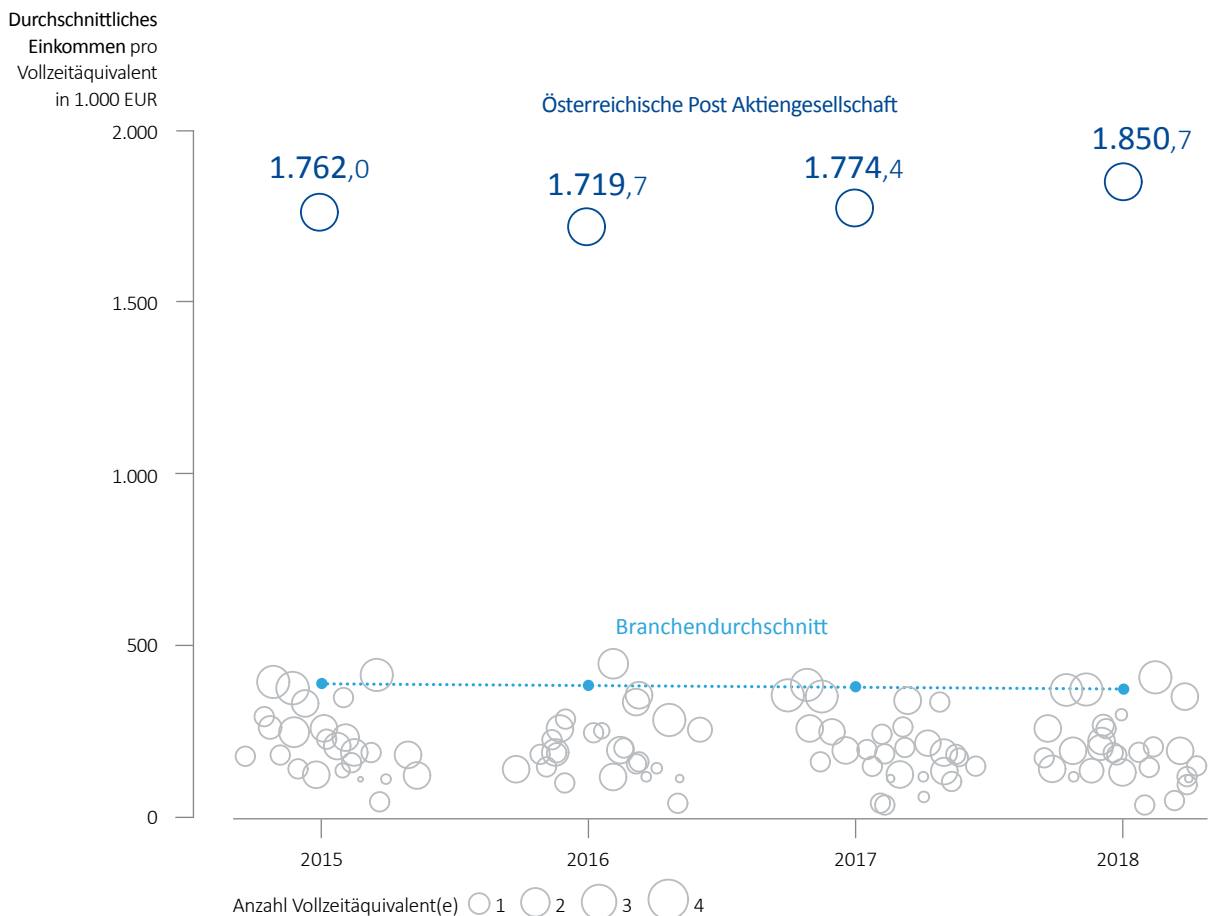 Durchschnittliches
Einkommen pro
Vollzeitäquivalent
in 1.000 EUR
Österreichische Post Aktiengesellschaft
2.000
1.762,0
1.719,7
1.774,4
1.850,7
1.500
1.000
500
Branchendurchschnitt
0
2015
2016
2017
2018
Anzahl Vollzeitäquivalent(e) 1 2 3 4